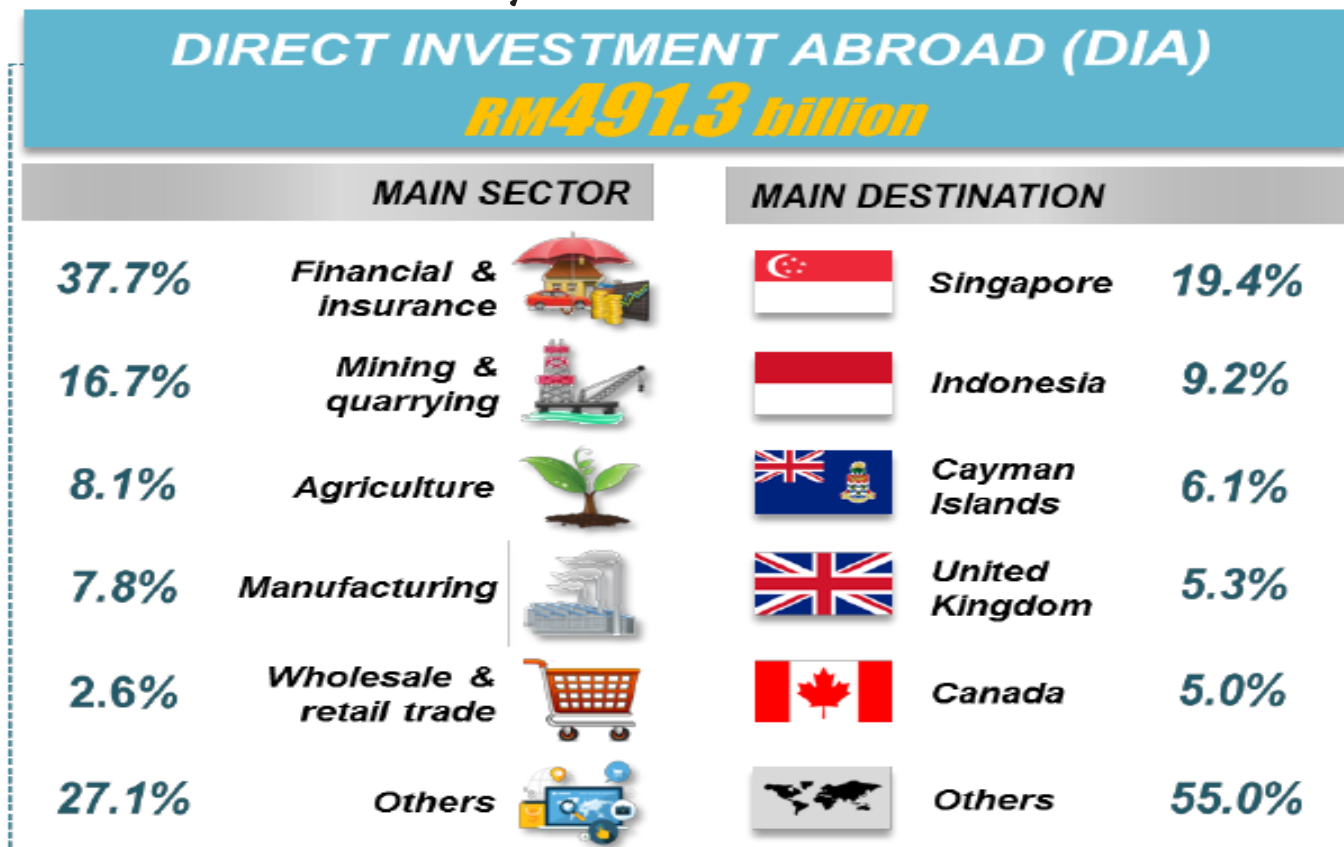 DIRECT INVESTMENT ABROAD (DIA)
RM491.3 billion
MAIN SECTOR
37.7%
Financial &
insurance
16.7%
Mining &
quarrying
8.1%
Agriculture
7.8%
Manufacturing
2.6%
Wholesale &
retail trade
27.1%
Others
MAIN DESTINATION
Singapore
19.4%
Indonesia
9.2%
Cayman
Islands
6.1%
United
Kingdom
5.3%
Canada
5.0%
Others
55.0%